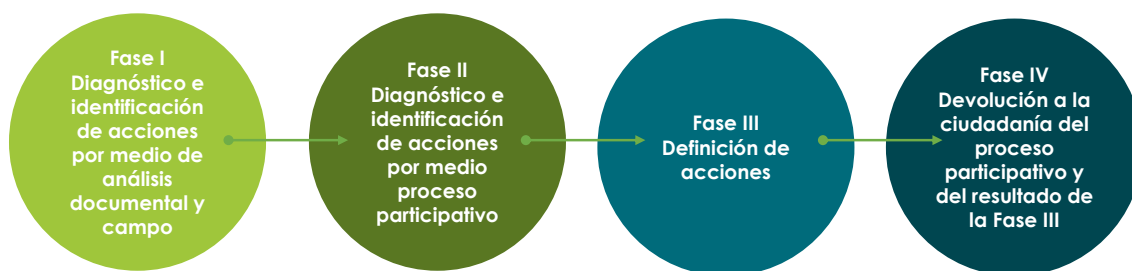 Fase I
Diagnóstico e
identificación
de acciones
por medio de
análisis
documental y
campo
Fase II
Diagnóstico e
identificación
de acciones
por medio
proceso
participativo
Fase III
Definición de
acciones
Fase IV
Devolución a la
ciudadanía del
proceso
participativo y
del resultado de
la Fase III